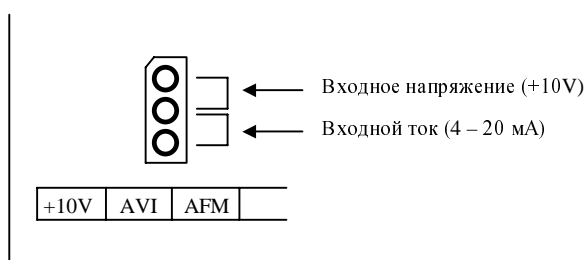 Входное напряжение (+10V)
Входной ток (4 – 20 мА)
+10V AVI AFM